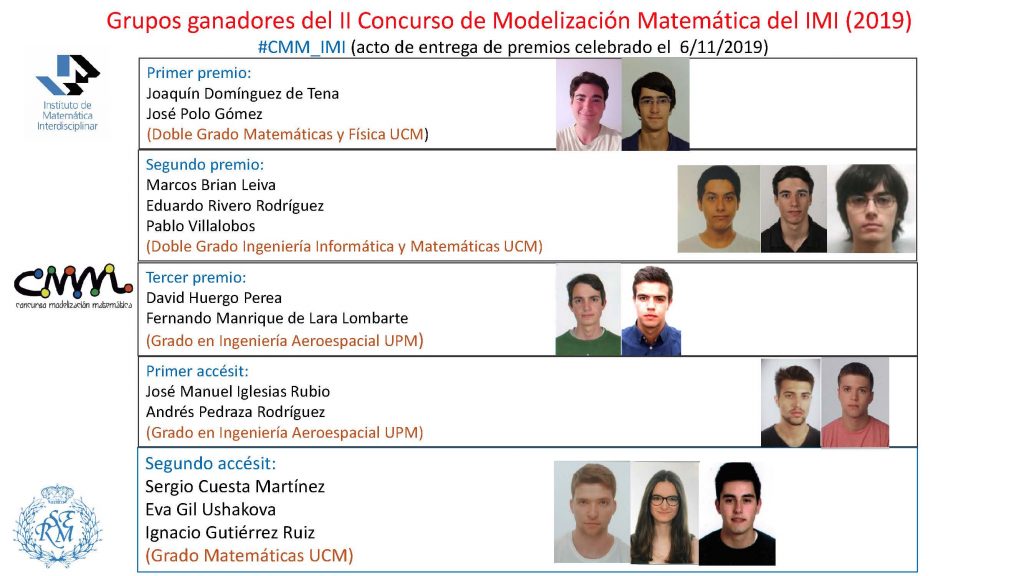 Grupos ganadores del II Concurso de Modelización Matemática del IMI (2019)
#CMM_IMI (acto de entrega de premios celebrado el 6/11/2019)
Instituto de
Matemática
Interdisciplinar
Primer premio:
Joaquín Domínguez de Tena
José Polo Gómez
(Doble Grado Matemáticas y Física UCM)
Segundo premio:
Marcos Brian Leiva
Eduardo Rivero Rodríguez
Pablo Villalobos
(Doble Grado Ingeniería Informática y Matemáticas UCM)
cmm
concurso modelización matemática
Tercer premio:
David Huergo Perea
Fernando Manrique de Lara Lombarte
(Grado en Ingeniería Aeroespacial UPM)
Primer accésit:
José Manuel Iglesias Rubio
Andrés Pedraza Rodríguez
(Grado en Ingeniería Aeroespacial UPM)
Segundo accésit:
Sergio Cuesta Martínez
Eva Gil Ushakova
Ignacio Gutiérrez Ruiz
(Grado Matemáticas UCM)
RSME